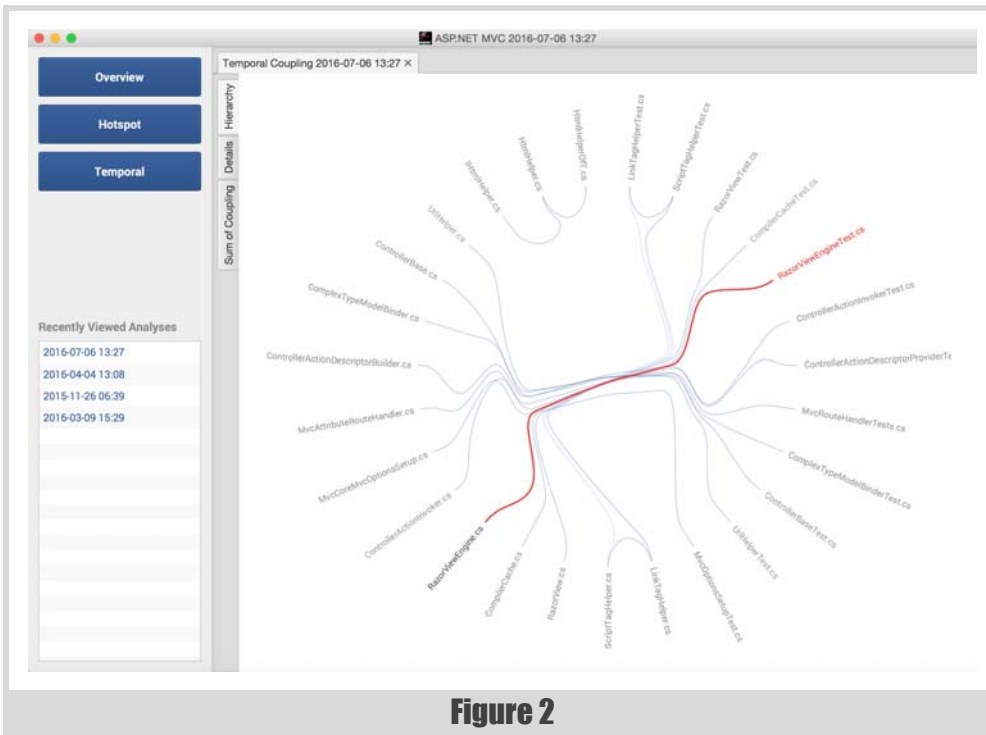 ASP.NET MVC 2016-07-06 13:27
Overview
Hotspot
Temporal
Recently Viewed Analyses
2016-07-06 13:27
2016-04-04 13:08
2015-11-26 06:39
2016-03-09 15:29
Temporal Coupling 2016-07-06 13:27 ×
Hierarchy
Details
Sum of Coupling
IHtmlHelper.cs
HtmlHelper.cs
HtmlHelperOfT.cs
LinkTagHelperTest.cs
ScriptTagHelperTest.cs
RazorViewTest.cs
CompilerCacheTest.cs
RazorViewEngineTest.cs
ControllerActionInvokerTest.cs
ControllerActionDescriptorProviderTe
MvcRouteHandlerTests.cs
ComplexTypeModelBinderTest.cs
ControllerBaseTest.cs
UrlHelperTest.cs
MvcOptionsSetupTest.cs
LinkTagHelper.cs
ScriptTagHelper.cs
RazorView.cs
CompilerCache.cs
RazorViewEngine.cs
ControllerActionInvoker.cs
MvcCoreMvcOptionsSetup.cs
MvcAttributeRouteHandler.cs
ControllerActionDescriptorBuilder.cs
ComplexTypeModelBinder.cs
ControllerBase.cs
UrlHelper.cs
Figure 2